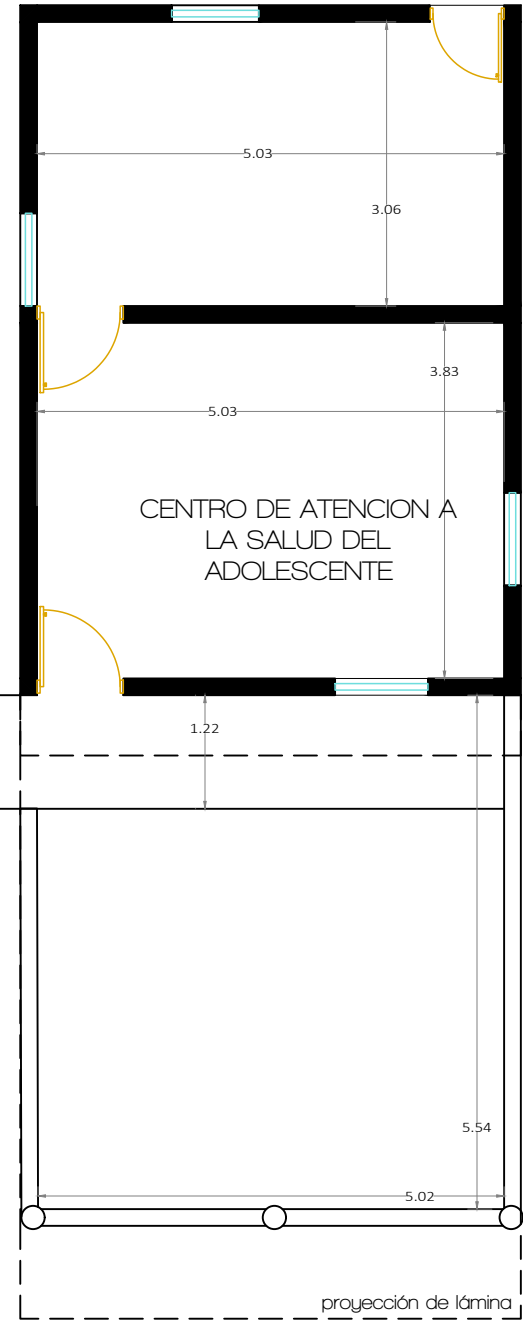 5.03
3.06
3.83
5.03
CENTRO DE ATENCION A
LA SALUD DEL
ADOLESCENTE
1.22
5.54
5.02
proyección de lámina